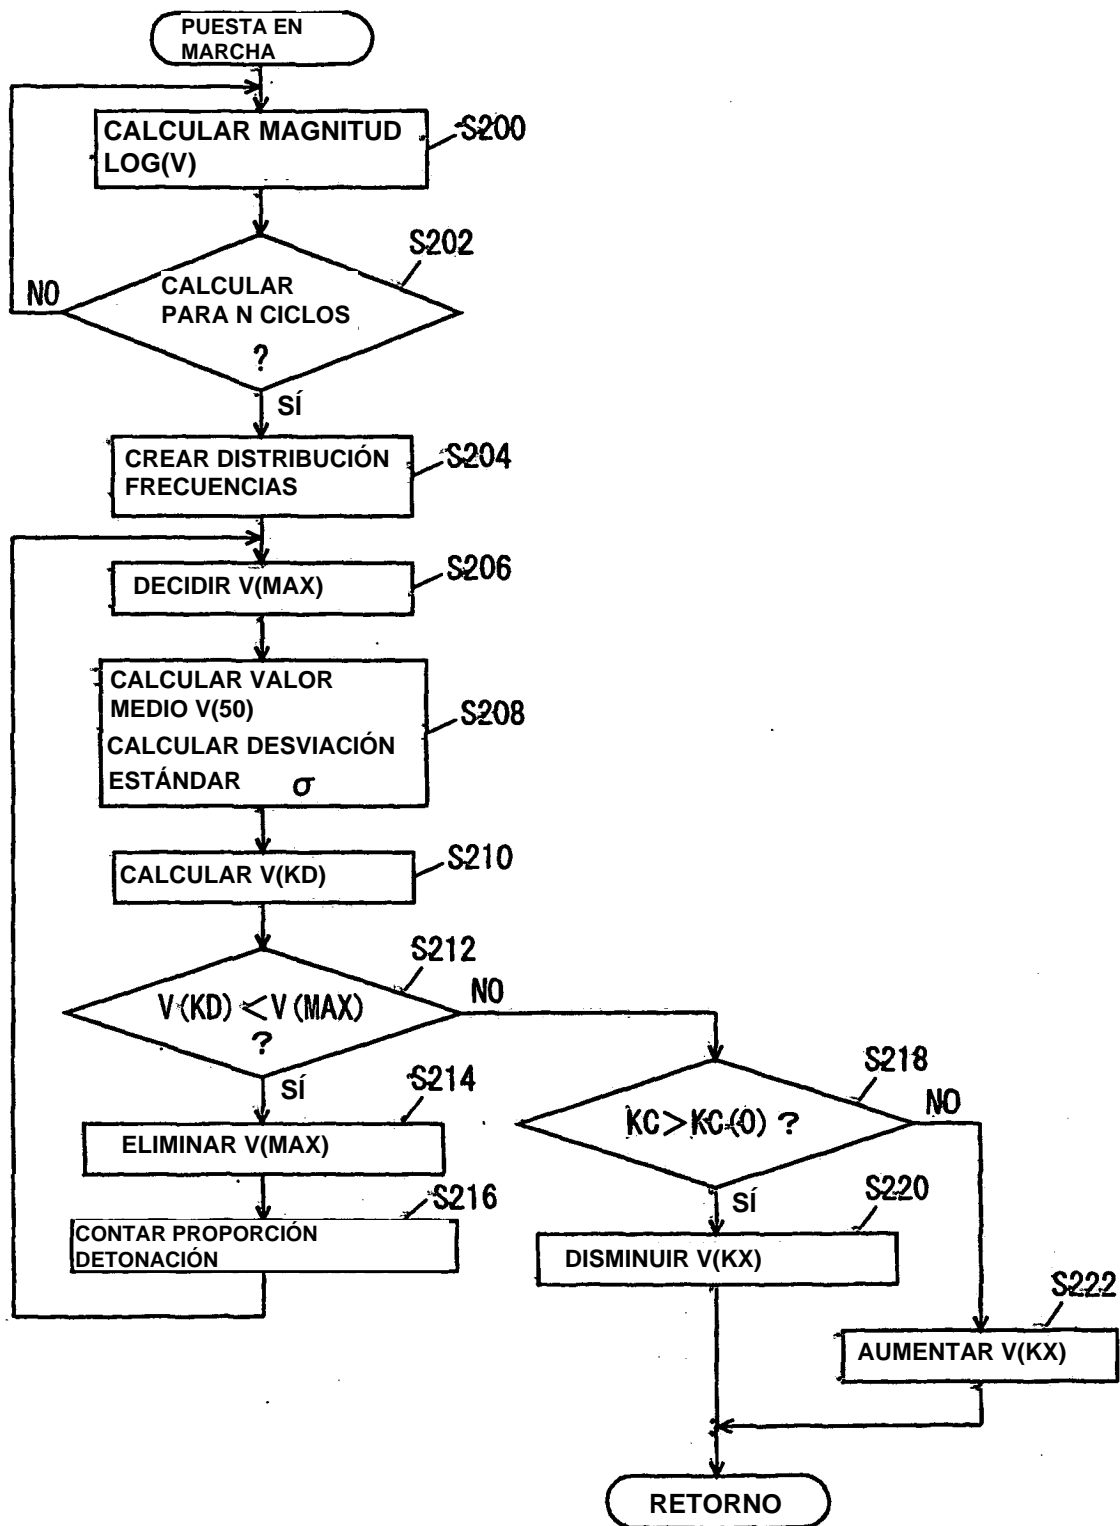 PUESTA EN
MARCHA
CALCULAR MAGNITUD
LOG(V)
S200
S202
CALCULAR
PARA N CICLOS
?
NO
SÍ
CREAR DISTRIBUCIÓN
FRECUENCIAS
S204
DECIDIR V(MAX)
S206
CALCULAR VALOR
MEDIO V(50)
CALCULAR DESVIACIÓN
ESTÁNDAR σ
S208
CALCULAR V(KD)
S210
S212
V(KD) < V(MAX)
?
NO
SÍ
S214
ELIMINAR V(MAX)
S216
CONTAR PROPORCIÓN
DETONACIÓN
S218
KC > KC(0) ?
NO
SÍ
S220
DISMINUIR V(KX)
S222
AUMENTAR V(KX)
RETORNO